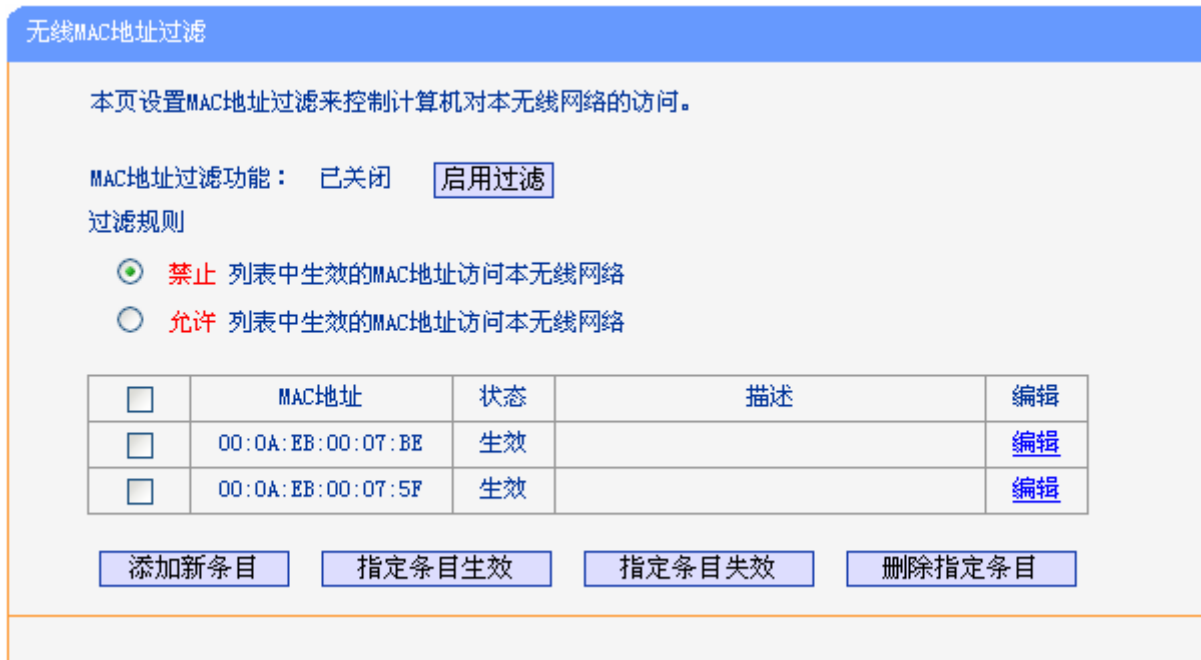 无线MAC地址过滤
本页设置MAC地址过滤来控制计算机对本无线网络的访问。
MAC地址过滤功能： 已关闭 启用过滤
过滤规则
禁止 列表中生效的MAC地址访问本无线网络
允许 列表中生效的MAC地址访问本无线网络
MAC地址 状态 描述 编辑
00:0A:EB:00:07:BE 生效 编辑
00:0A:EB:00:07:5F 生效 编辑
添加新条目 指定条目生效 指定条目失效 删除指定条目